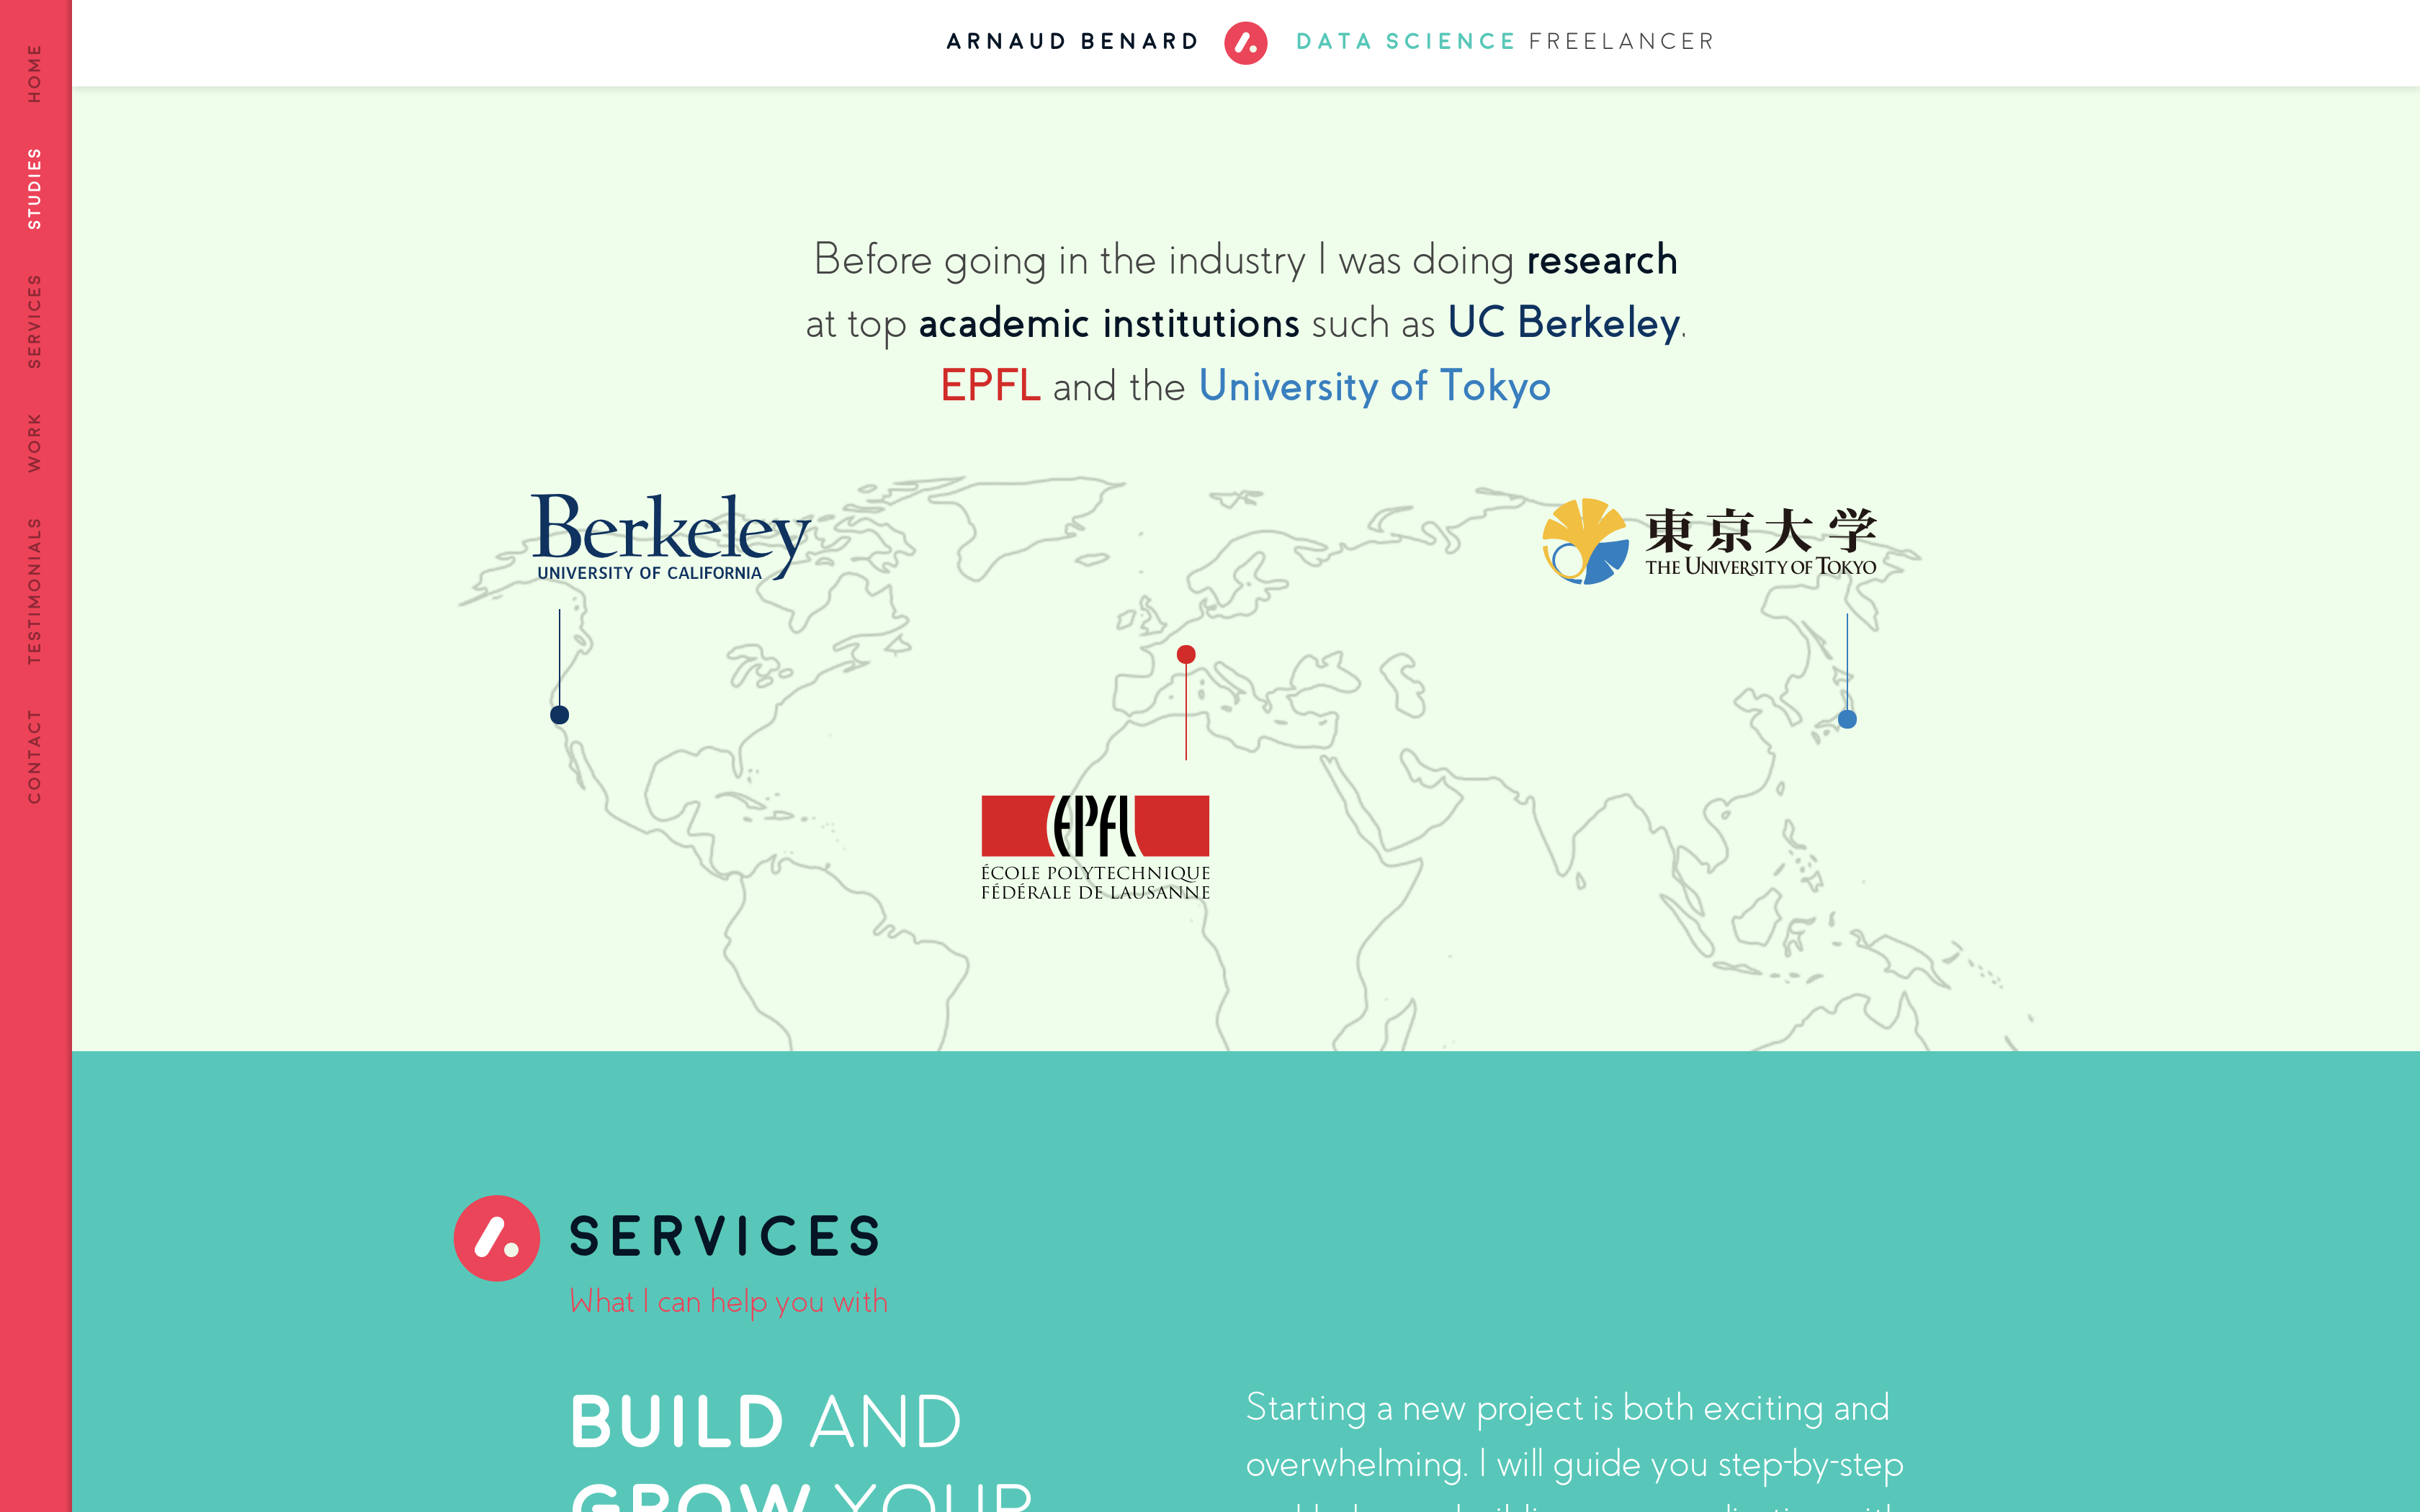 HOME
STUDIES
SERVICES
WORK
TESTIMONIALS
CONTACT
ARNAUD BENARD DATA SCIENCE FREELANCER
Before going in the industry I was doing research
at top academic institutions such as UC Berkeley.
EPFL and the University of Tokyo
Berkeley
UNIVERSITY OF CALIFORNIA
東京大学
THE UNIVERSITY OF TOKYO
EPFL
ÉCOLE POLYTECHNIQUE
FÉDÉRALE DE LAUSANNE
SERVICES
What I can help you with
BUILD AND
GROW YOUR
Starting a new project is both exciting and
overwhelming. I will guide you step-by-step